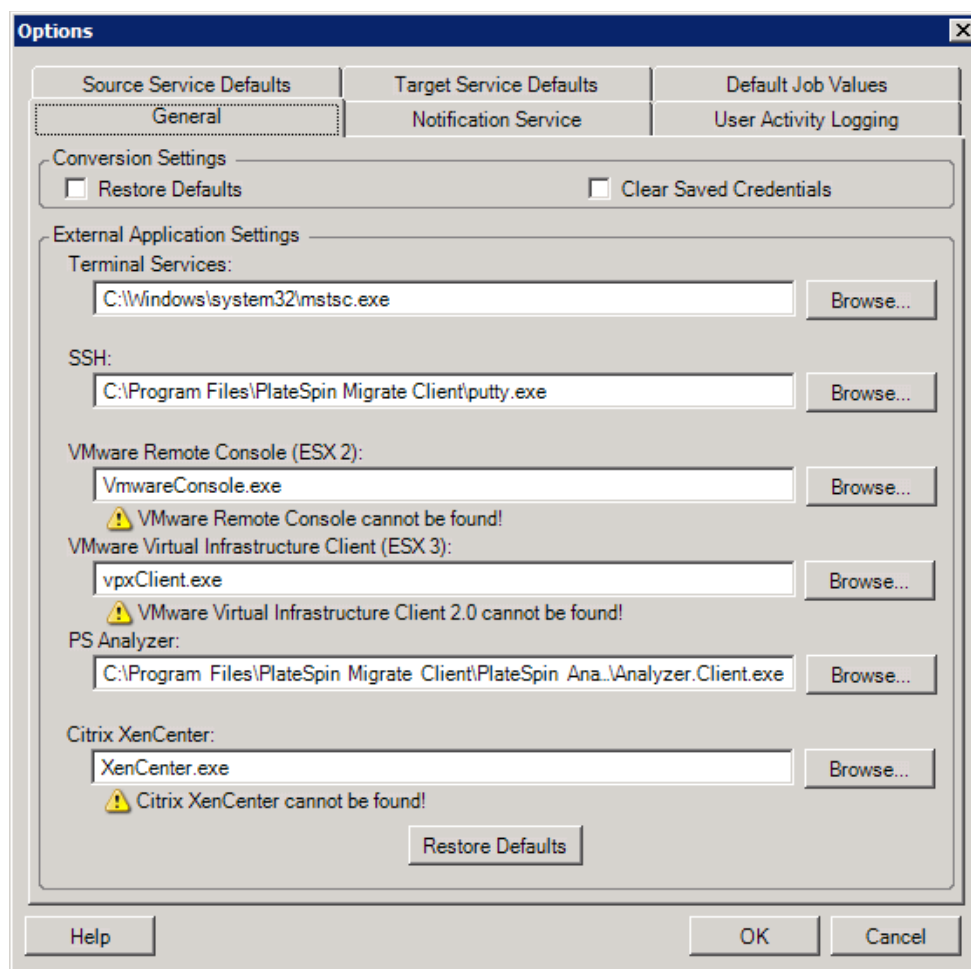 Options
Source Service Defaults
Target Service Defaults
Default Job Values
General
Notification Service
User Activity Logging
Conversion Settings
Restore Defaults
Clear Saved Credentials
External Application Settings
Terminal Services:
C:\Windows\system32\mstsc.exe
Browse...
SSH:
C:\Program Files\PlateSpin Migrate Client\putty.exe
Browse...
VMware Remote Console (ESX 2):
VmwareConsole.exe
Browse...
VMware Remote Console cannot be found!
VMware Virtual Infrastructure Client (ESX 3):
vpxClient.exe
Browse...
VMware Virtual Infrastructure Client 2.0 cannot be found!
PS Analyzer:
C:\Program Files\PlateSpin Migrate Client\PlateSpin Ana..\Analyzer.Client.exe
Browse...
Citrix XenCenter:
XenCenter.exe
Browse...
Citrix XenCenter cannot be found!
Restore Defaults
Help
OK
Cancel